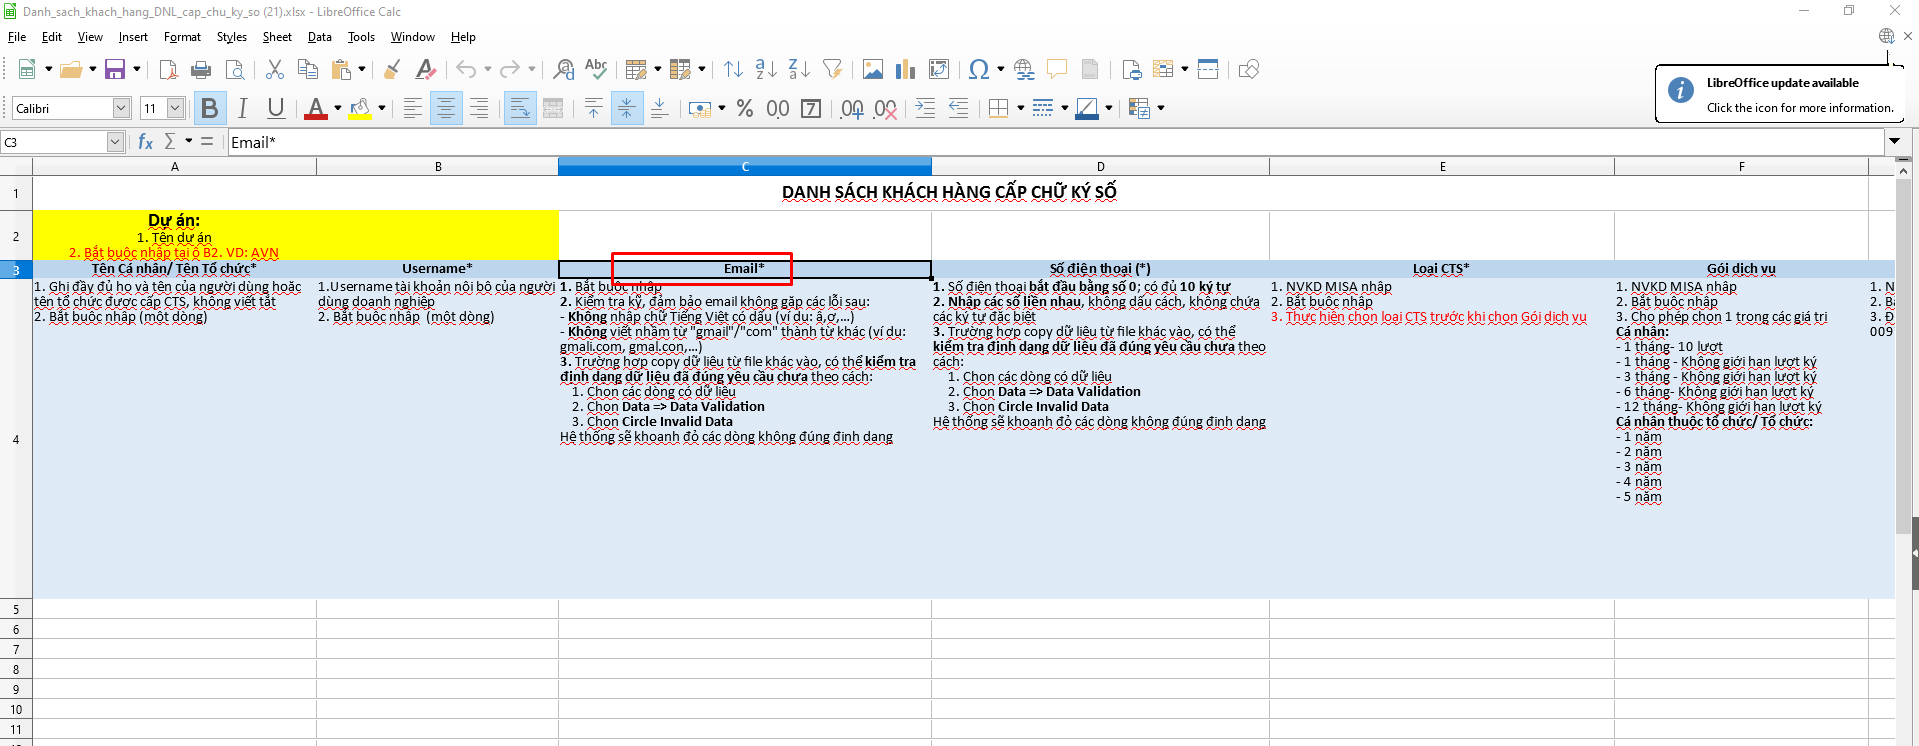 Danh_sach_khach_hang_DNL_cap_chu_ky_so (21).xlsx - LibreOffice Calc
File Edit View Insert Format Styles Sheet Data Tools Window Help
LibreOffice update available
Click the icon for more information.
Calibri 11
C3 Email*
A B C D E F
1 DANH SÁCH KHÁCH HÀNG CẤP CHỮ KÝ SỐ
2
Dự án:
1. Tên dự án
2. Bắt buộc nhập tại ô B2. VD: AVN
3 Tên Cá nhân/ Tên Tổ chức* Username* Email* Số điện thoại (*) Loại CTS* Gói dịch vụ
4
1. Ghi đầy đủ họ và tên của người dùng hoặc
tên tổ chức được cấp CTS, không viết tắt
2. Bắt buộc nhập (một dòng)
1.Username tài khoản nội bộ của người
dùng doanh nghiệp
2. Bắt buộc nhập (một dòng)
1. Bắt buộc nhập
2. Kiểm tra kỹ, đảm bảo email không gặp các lỗi sau:
- Không nhập chữ Tiếng Việt có dấu (ví dụ: â,ơ,...)
- Không viết nhầm từ "gmail"/"com" thành từ khác (ví dụ:
gmali.com, gmal.con,...)
3. Trường hợp copy dữ liệu từ file khác vào, có thể kiểm tra
định dạng dữ liệu đã đúng yêu cầu chưa theo cách:
1. Chọn các dòng có dữ liệu
2. Chọn Data => Data Validation
3. Chọn Circle Invalid Data
Hệ thống sẽ khoanh đỏ các dòng không đúng định dạng
1. Số điện thoại bắt đầu bằng số 0; có đủ 10 ký tự
2. Nhập các số liền nhau, không dấu cách, không chứa
các ký tự đặc biệt
3. Trường hợp copy dữ liệu từ file khác vào, có thể
kiểm tra định dạng dữ liệu đã đúng yêu cầu chưa theo
cách:
1. Chọn các dòng có dữ liệu
2. Chọn Data => Data Validation
3. Chọn Circle Invalid Data
Hệ thống sẽ khoanh đỏ các dòng không đúng định dạng
1. NVKD MISA nhập
2. Bắt buộc nhập
3. Thực hiện chọn loại CTS trước khi chọn Gói dịch vụ
1. NVKD MISA nhập
2. Bắt buộc nhập
3. Cho phép chọn 1 trong các giá trị
Cá nhân:
- 1 tháng- 10 lượt
- 1 tháng - Không giới hạn lượt ký
- 3 tháng - Không giới hạn lượt ký
- 6 tháng- Không giới hạn lượt ký
- 12 tháng- Không giới hạn lượt ký
Cá nhân thuộc tổ chức/ Tổ chức:
- 1 năm
- 2 năm
- 3 năm
- 4 năm
- 5 năm
1. N
2. B
3. Đ
009
5
6
7
8
9
10
11